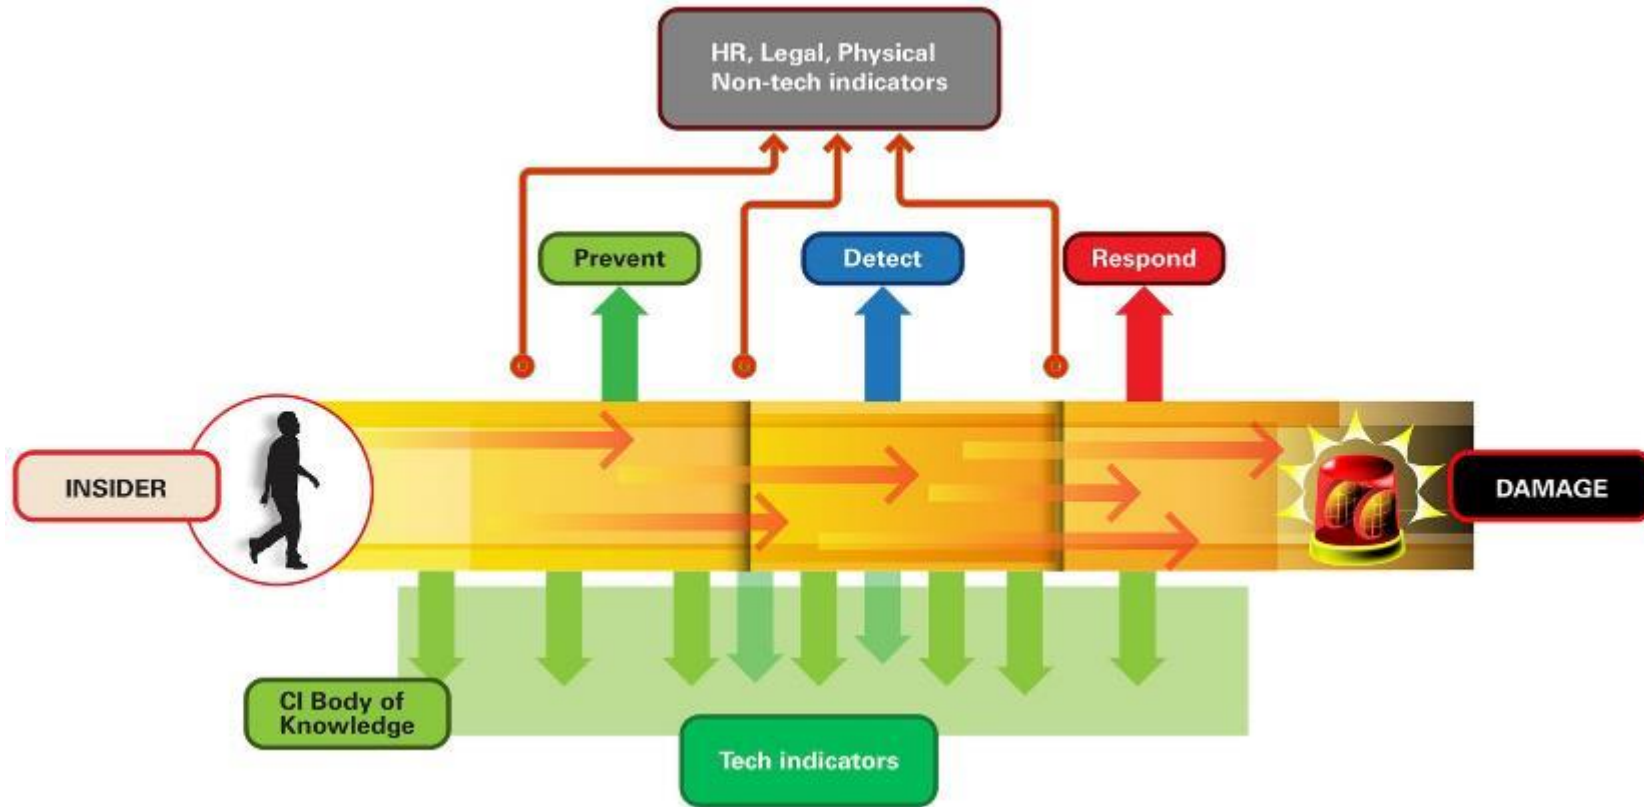 HR, Legal, Physical
Non-tech indicators
Prevent
Detect
Respond
INSIDER
DAMAGE
CI Body of
Knowledge
Tech indicators